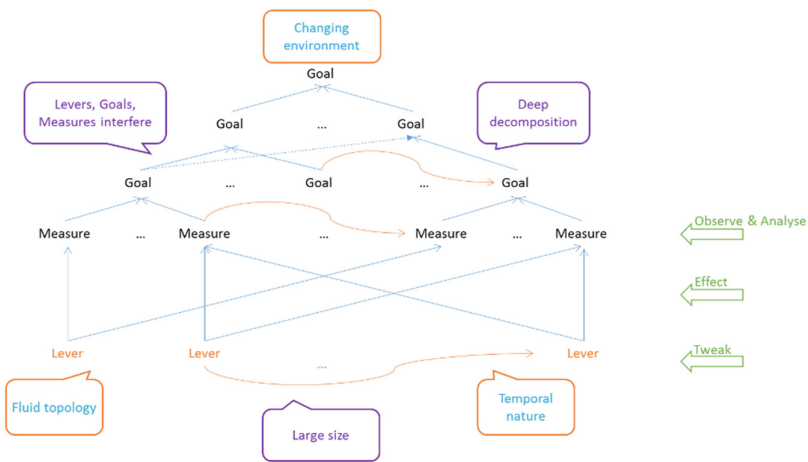 Changing
environment
Goal
Levers, Goals,
Measures interfere
Deep
decomposition
Goal ... Goal
Goal ... Goal ... Goal
Measure ... Measure ... Measure ... Measure
Observe & Analyse
Effect
Lever Lever ... Lever
Tweak
Fluid topology
Temporal
nature
Large size